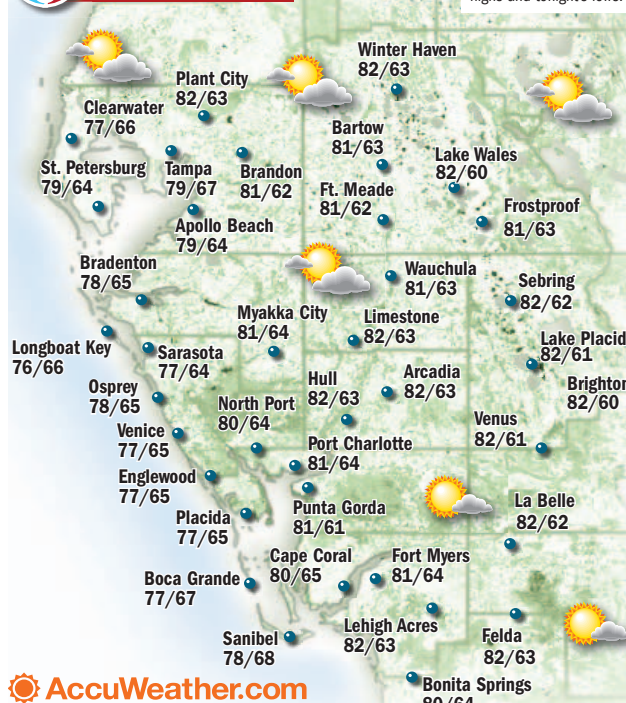 Winter Haven
82/63
Plant City
82/63
Clearwater
77/66
Bartow
81/63
Lake Wales
82/60
St. Petersburg
79/64
Tampa
79/67
Brandon
81/62
Ft. Meade
81/62
Frostproof
81/63
Apollo Beach
79/64
Bradenton
78/65
Wauchula
81/63
Sebring
82/62
Myakka City
81/64
Limestone
82/63
Longboat Key
76/66
Sarasota
77/64
Lake Placid
82/61
Osprey
78/65
Hull
82/63
Arcadia
82/63
Brighton
82/60
North Port
80/64
Venice
77/65
Venus
82/61
Port Charlotte
81/64
Englewood
77/65
Punta Gorda
81/61
La Belle
82/62
Placida
77/65
Cape Coral
80/65
Fort Myers
81/64
Boca Grande
77/67
Lehigh Acres
82/63
Felda
82/63
Sanibel
78/68
Bonita Springs
80/64
AccuWeather.com